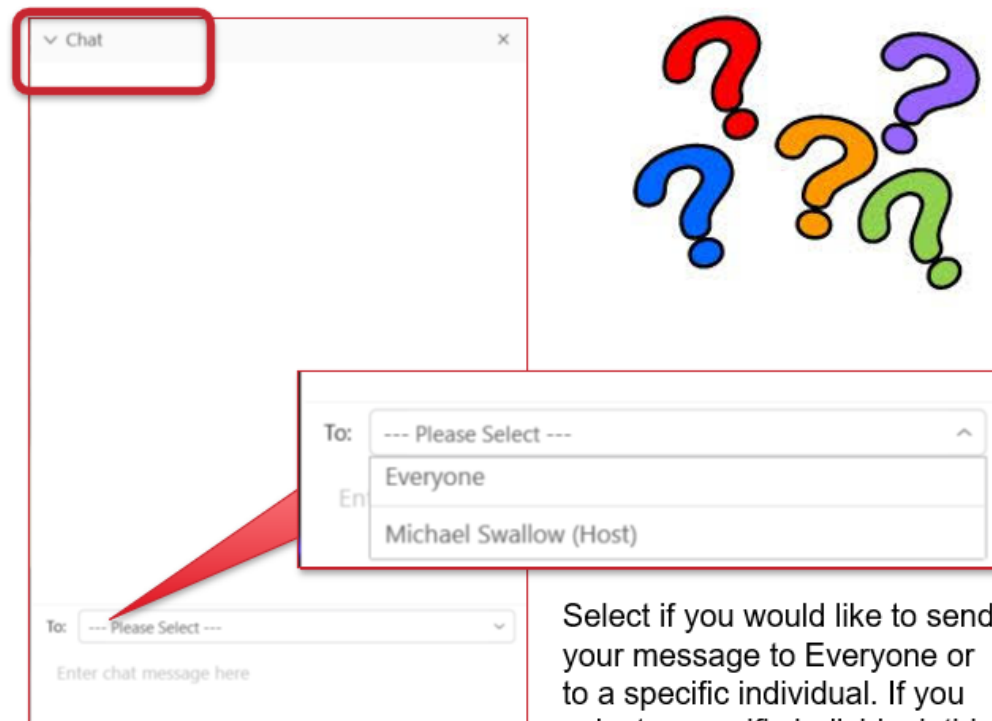 Chat
To: --- Please Select ---
Everyone
Michael Swallow (Host)
To: --- Please Select ---
Enter chat message here
Select if you would like to send
your message to Everyone or
to a specific individual. If you